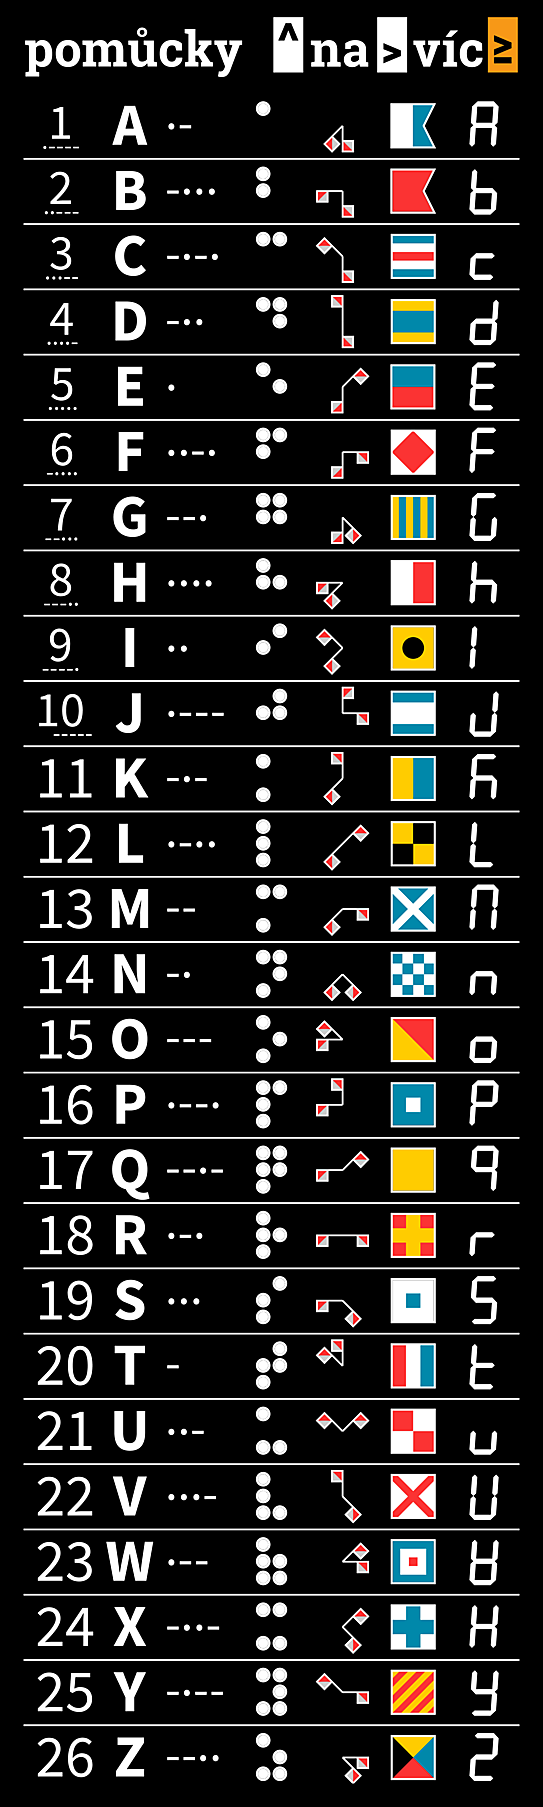 pomůcky ^ na > víc ≥
1 A ·- A
2 B -··· b
3 C -·-· c
4 D -·· d
5 E · E
6 F ··-· F
7 G --· G
8 H ···· h
9 I ·· I
10 J ·--- J
11 K -·- K
12 L ·-·· L
13 M -- M
14 N -· n
15 O --- o
16 P ·--· P
17 Q --·- q
18 R ·-· r
19 S ··· S
20 T - t
21 U ··- u
22 V ···- V
23 W ·-- W
24 X -··- X
25 Y -·-- y
26 Z --·· Z